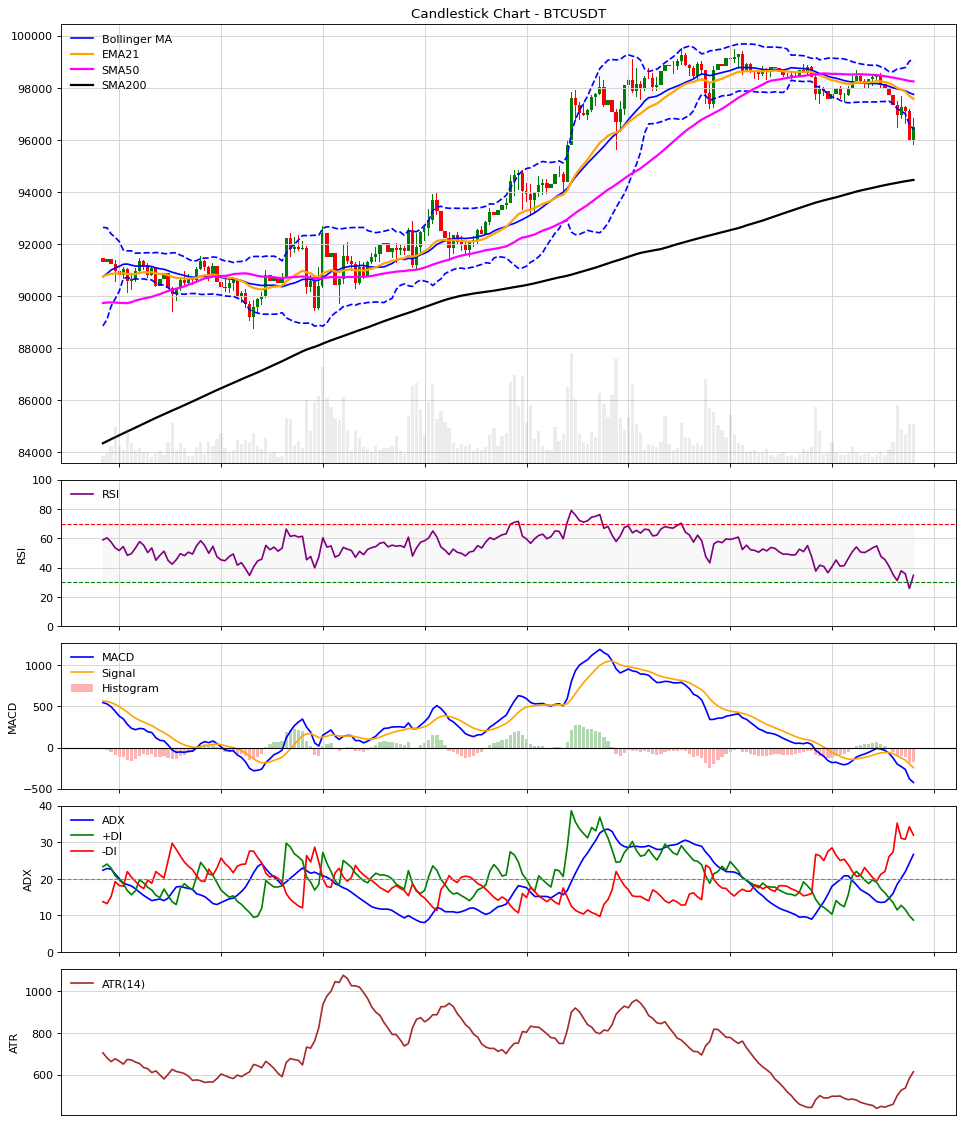 Candlestick Chart - BTCUSDT
Bollinger MA
EMA21
SMA50
SMA200
100000
98000
96000
94000
92000
90000
88000
86000
84000
RSI
RSI
100
80
60
40
20
0
MACD
Signal
Histogram
MACD
1000
500
0
−500
ADX
+DI
-DI
ADX
40
30
20
10
0
ATR(14)
ATR
1000
800
600